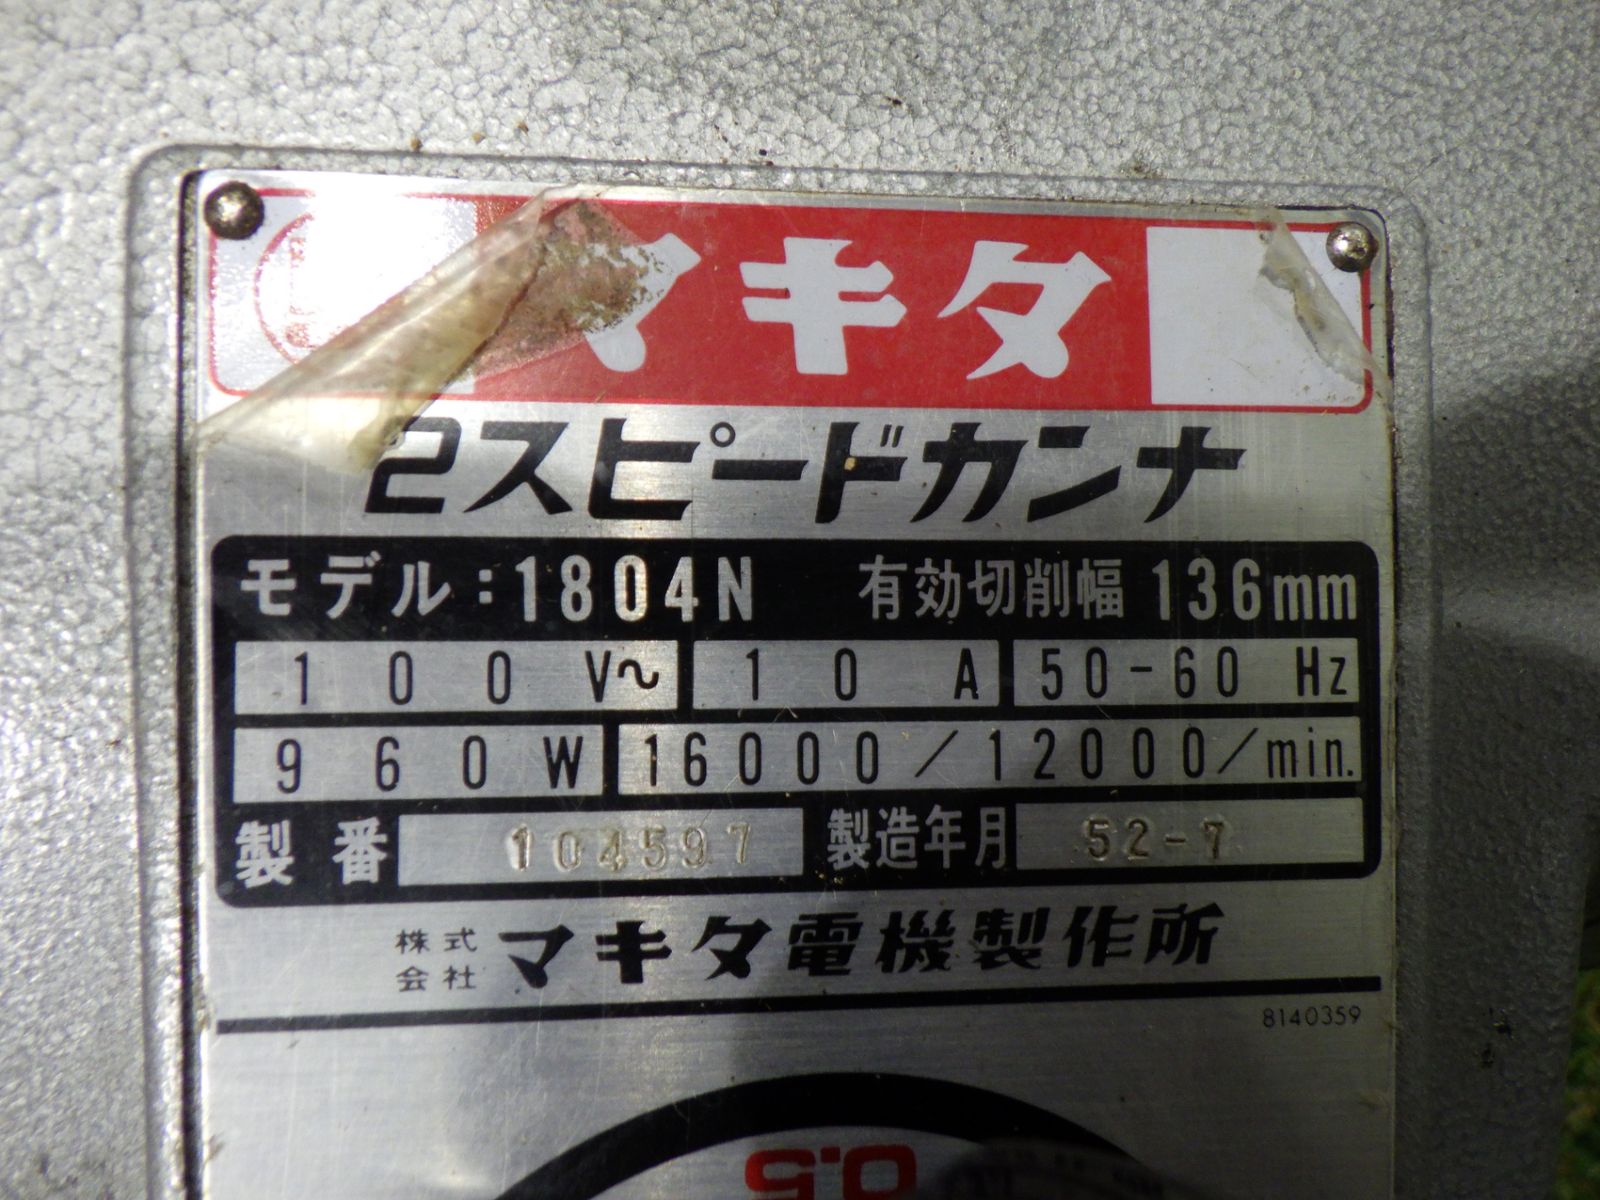 マキタ
2スピードカンナ
モデル:1804N 有効切削幅 136mm
100V~ 10A 50-60Hz
960W 16000/12000/min.
製番 104597 製造年月 52-7
株式会社 マキタ電機製作所
8140359
0.5